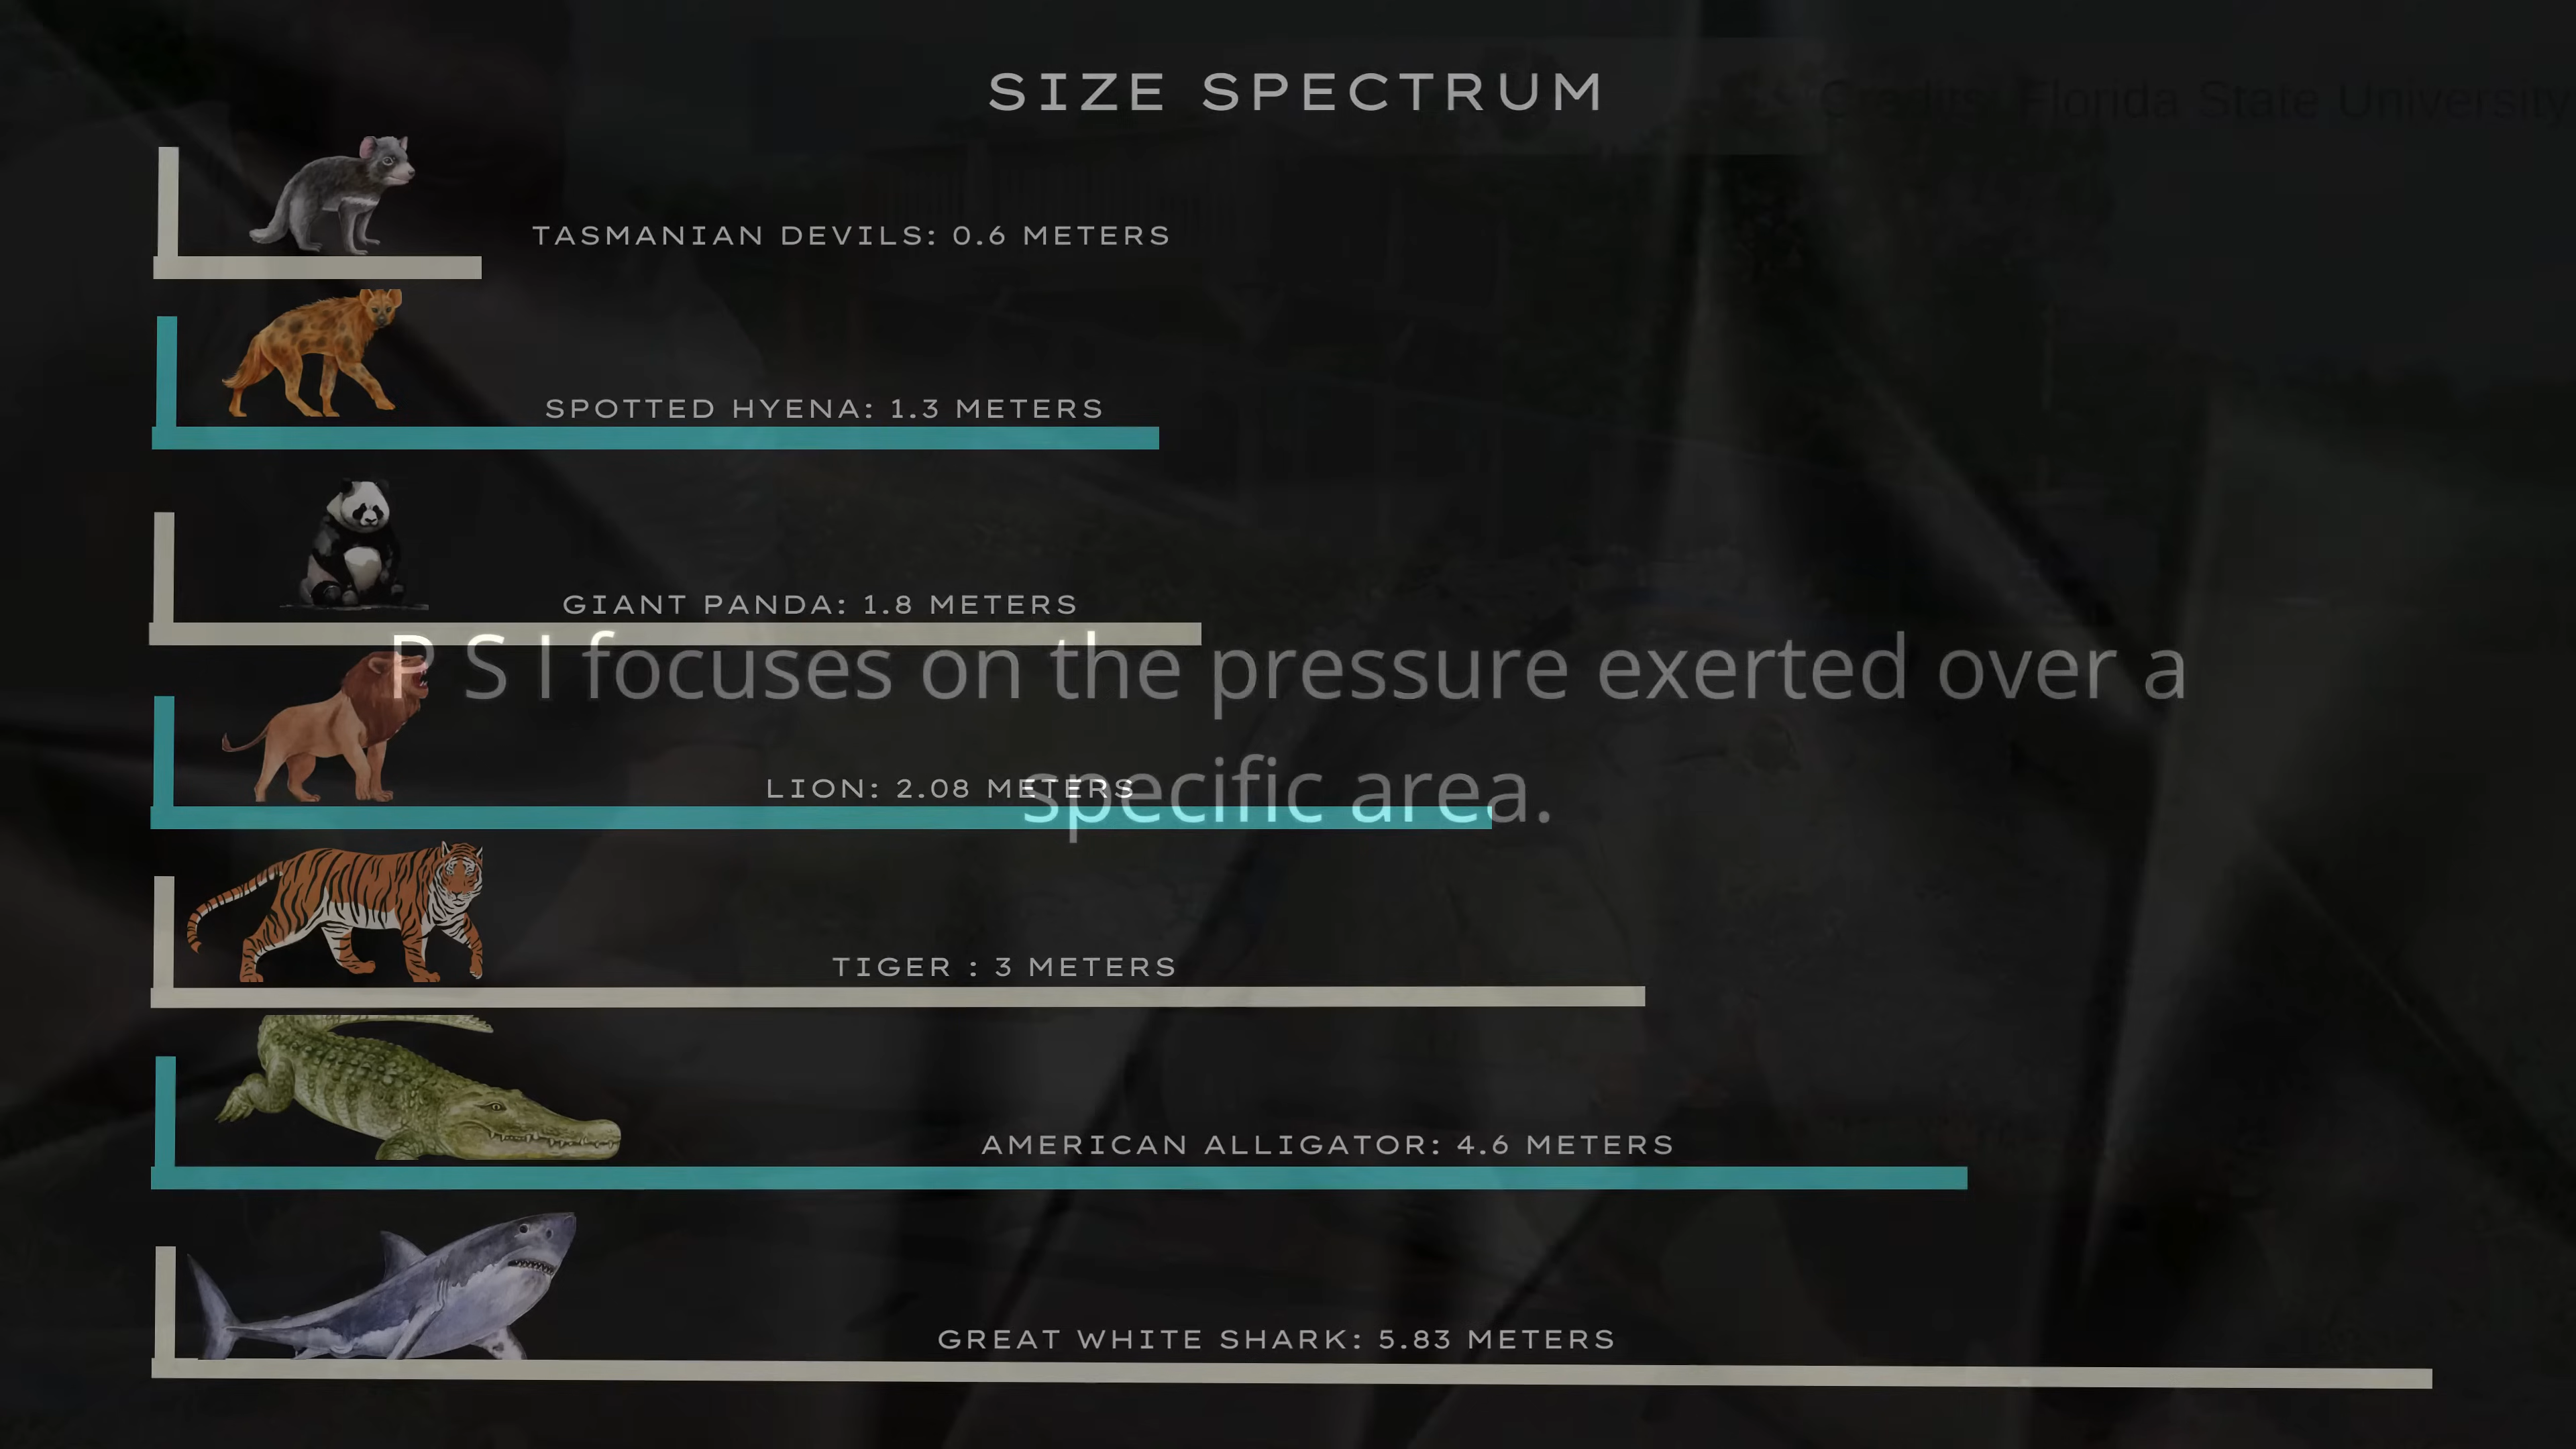 SIZE SPECTRUM
Credits: Florida State University
TASMANIAN DEVILS: 0.6 METERS
SPOTTED HYENA: 1.3 METERS
GIANT PANDA: 1.8 METERS
P S I focuses on the pressure exerted over a
specific area.
LION: 2.08 METERS
TIGER : 3 METERS
AMERICAN ALLIGATOR: 4.6 METERS
GREAT WHITE SHARK: 5.83 METERS